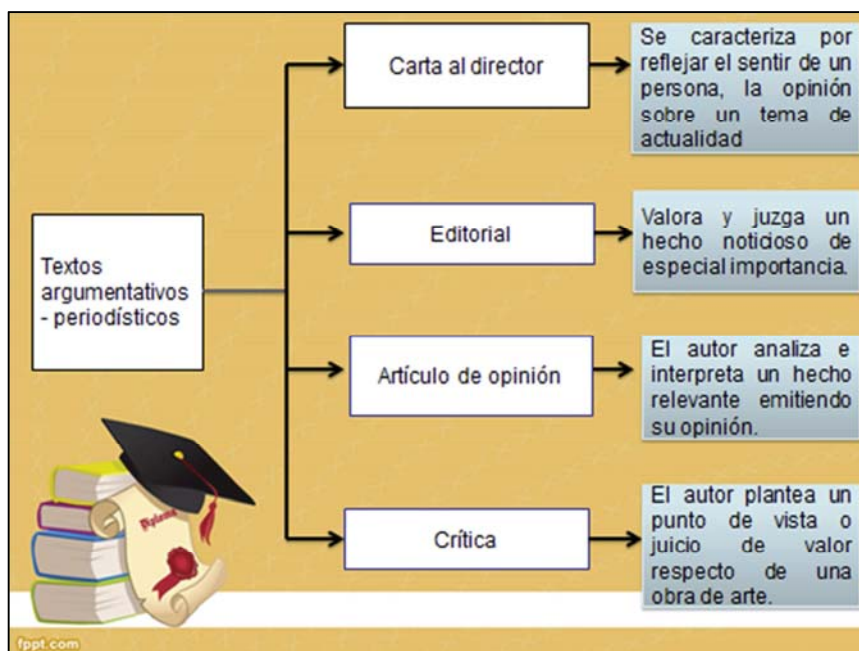 Textos
argumentativos
- periodísticos
Carta al director
Se caracteriza por
reflejar el sentir de un
persona, la opinión
sobre un tema de
actualidad
Editorial
Valora y juzga un
hecho noticioso de
especial importancia.
Artículo de opinión
El autor analiza e
interpreta un hecho
relevante emitiendo
su opinión.
Crítica
El autor plantea un
punto de vista o
juicio de valor
respecto de una
obra de arte.
Diploma
fppt.com